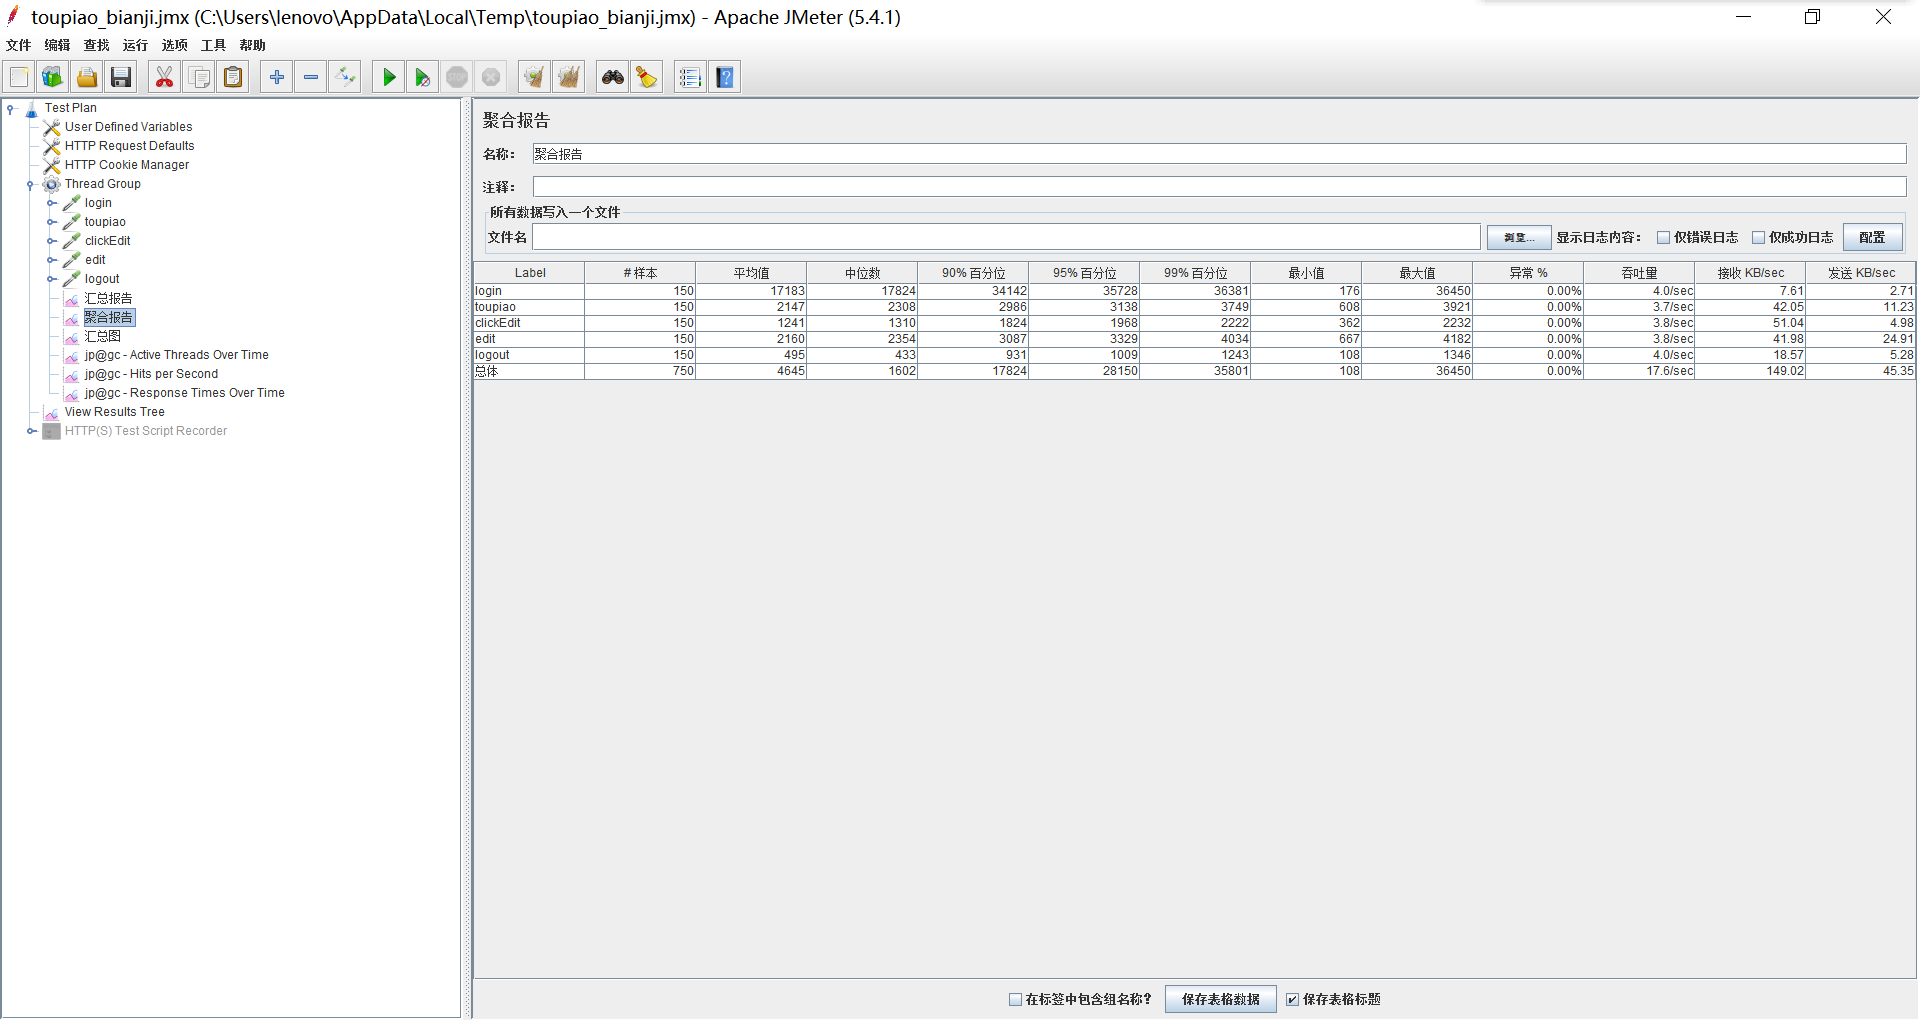 toupiao_bianji.jmx (C:\Users\lenovo\AppData\Local\Temp\toupiao_bianji.jmx) - Apache JMeter (5.4.1)
文件 编辑 查找 运行 选项 工具 帮助
STOP
Test Plan
User Defined Variables
HTTP Request Defaults
HTTP Cookie Manager
Thread Group
login
toupiao
clickEdit
edit
logout
汇总报告
聚合报告
汇总图
jp@gc - Active Threads Over Time
jp@gc - Hits per Second
jp@gc - Response Times Over Time
View Results Tree
HTTP(S) Test Script Recorder
聚合报告
名称： 聚合报告
注释：
所有数据写入一个文件
文件名 浏览... 显示日志内容： 仅错误日志 仅成功日志 配置
Label # 样本 平均值 中位数 90% 百分位 95% 百分位 99% 百分位 最小值 最大值 异常 % 吞吐量 接收 KB/sec 发送 KB/sec
login 150 17183 17824 34142 35728 36381 176 36450 0.00% 4.0/sec 7.61 2.71
toupiao 150 2147 2308 2986 3138 3749 608 3921 0.00% 3.7/sec 42.05 11.23
clickEdit 150 1241 1310 1824 1968 2222 362 2232 0.00% 3.8/sec 51.04 4.98
edit 150 2160 2354 3087 3329 4034 667 4182 0.00% 3.8/sec 41.98 24.91
logout 150 495 433 931 1009 1243 108 1346 0.00% 4.0/sec 18.57 5.28
总体 750 4645 1602 17824 28150 35801 108 36450 0.00% 17.6/sec 149.02 45.35
在标签中包含组名称? 保存表格数据 保存表格标题